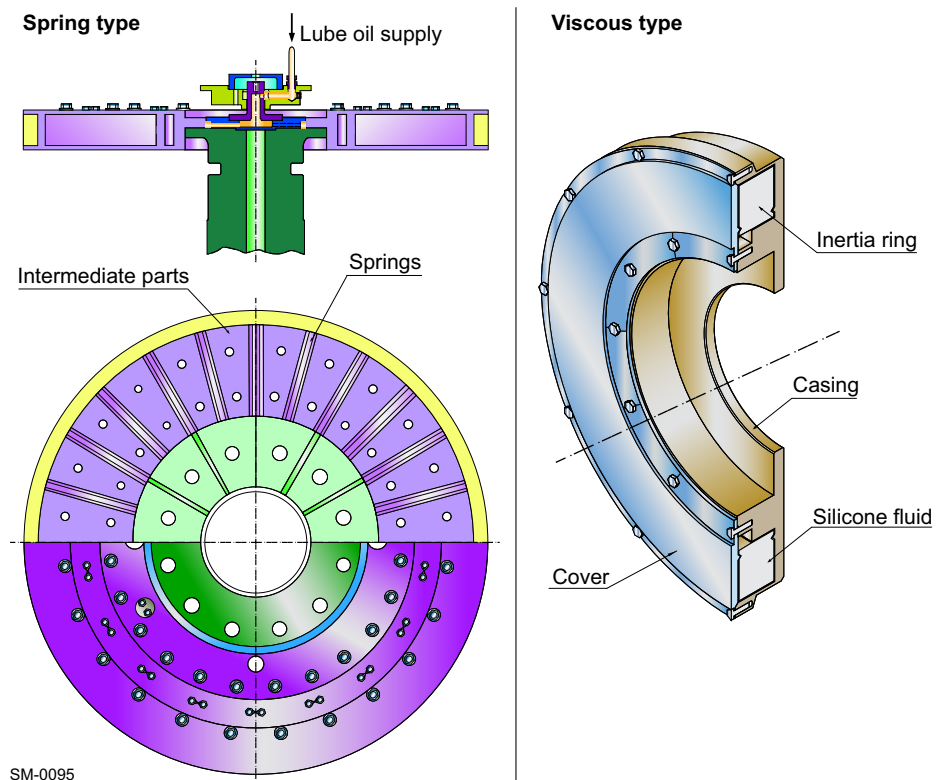 Spring type
Lube oil supply
Intermediate parts
Springs
SM-0095
Viscous type
Inertia ring
Casing
Silicone fluid
Cover